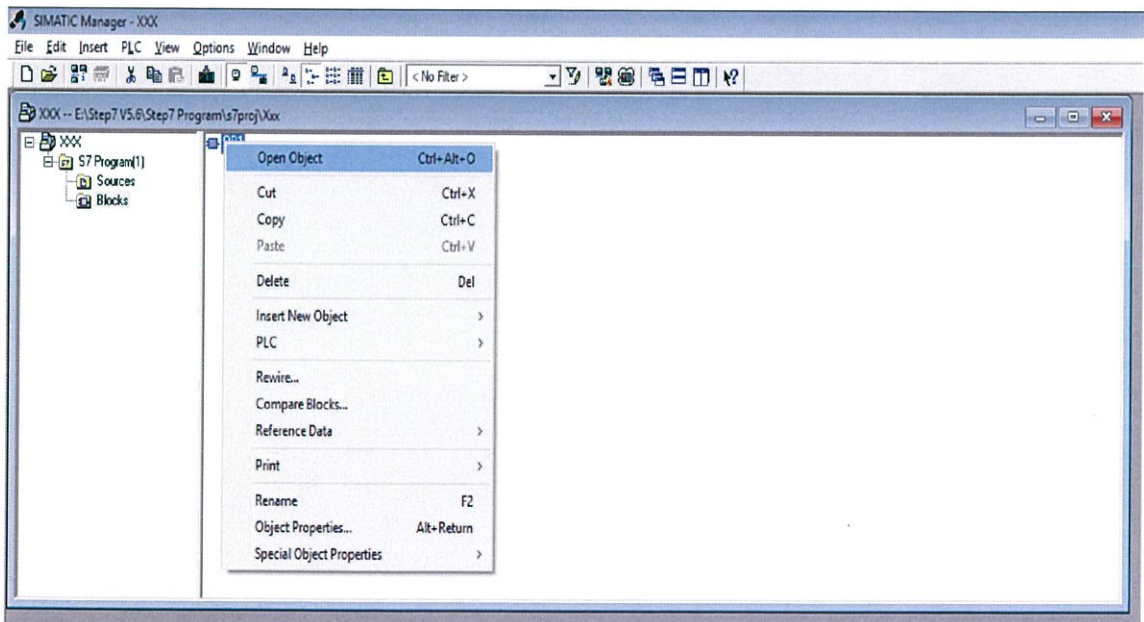 SIMATIC Manager - XXX
File Edit Insert PLC View Options Window Help
< No Filter >
XXX -- E:\Step7 V5.6\Step7 Program\s7proj\Xxx
XXX
S7 Program(1)
Sources
Blocks
OB1
Open Object Ctrl+Alt+O
Cut Ctrl+X
Copy Ctrl+C
Paste Ctrl+V
Delete Del
Insert New Object >
PLC >
Rewire...
Compare Blocks...
Reference Data >
Print >
Rename F2
Object Properties... Alt+Return
Special Object Properties >